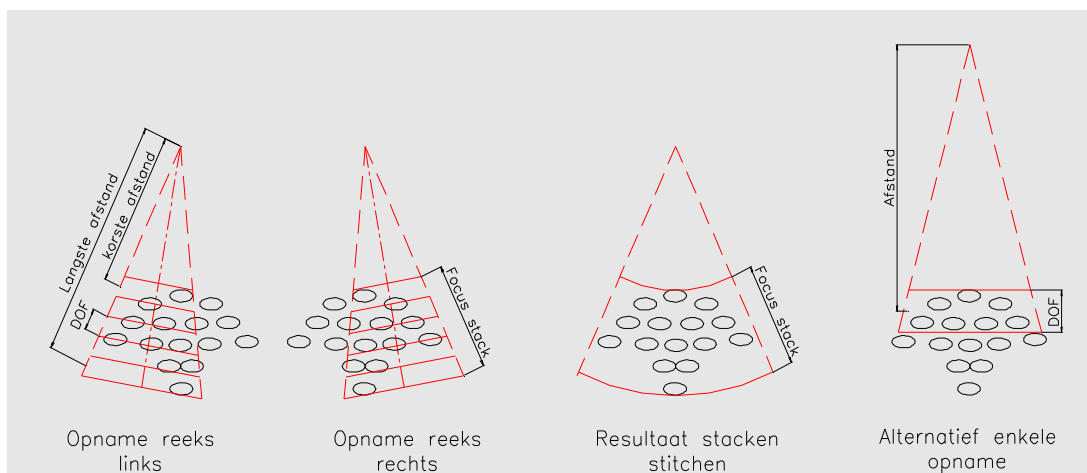 Langste afstand
korste afstand
DOF
Focus stack
Focus stack
Afstand
DOF
Opname reeks
links
Opname reeks
rechts
Resultaat stacken
stitchen
Alternatief enkele
opname